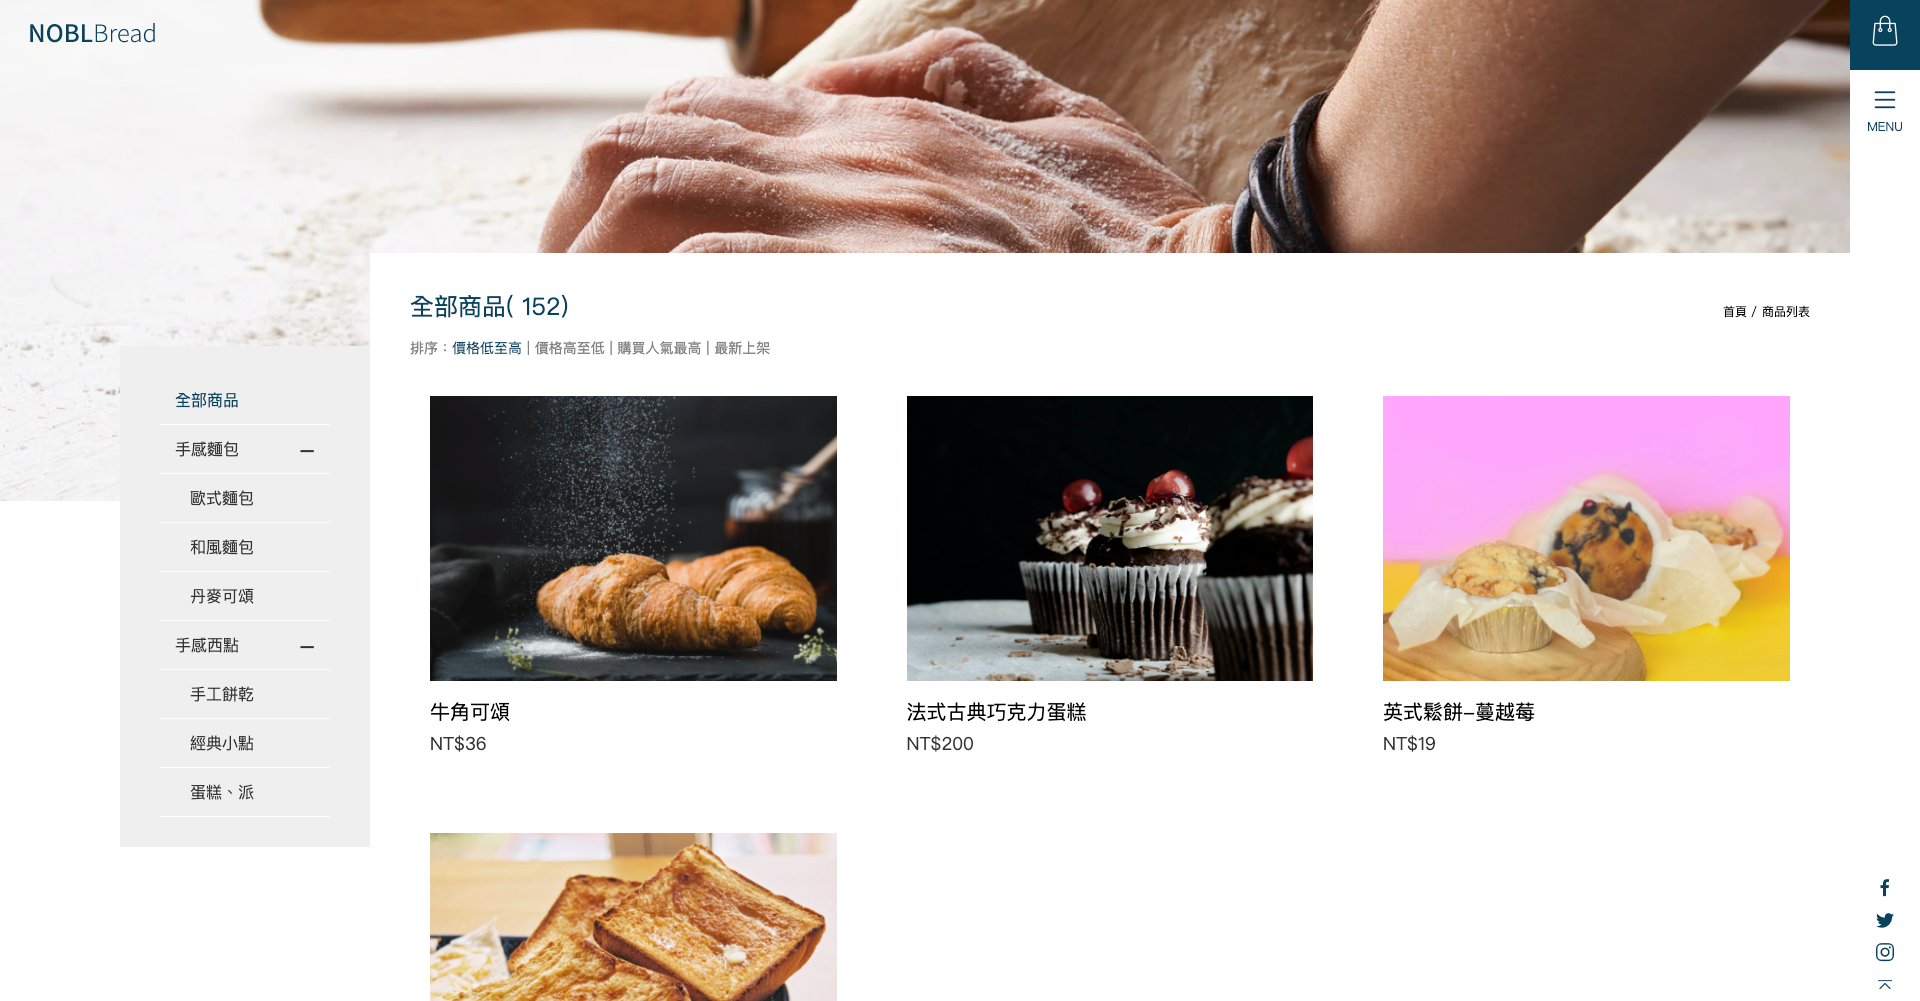 NOBLBread
MENU
全部商品( 152)
首頁 / 商品列表
排序：價格低至高 | 價格高至低 | 購買人氣最高 | 最新上架
全部商品
手感麵包
歐式麵包
和風麵包
丹麥可頌
手感西點
手工餅乾
經典小點
蛋糕、派
牛角可頌
NT$36
法式古典巧克力蛋糕
NT$200
英式鬆餅–蔓越莓
NT$19